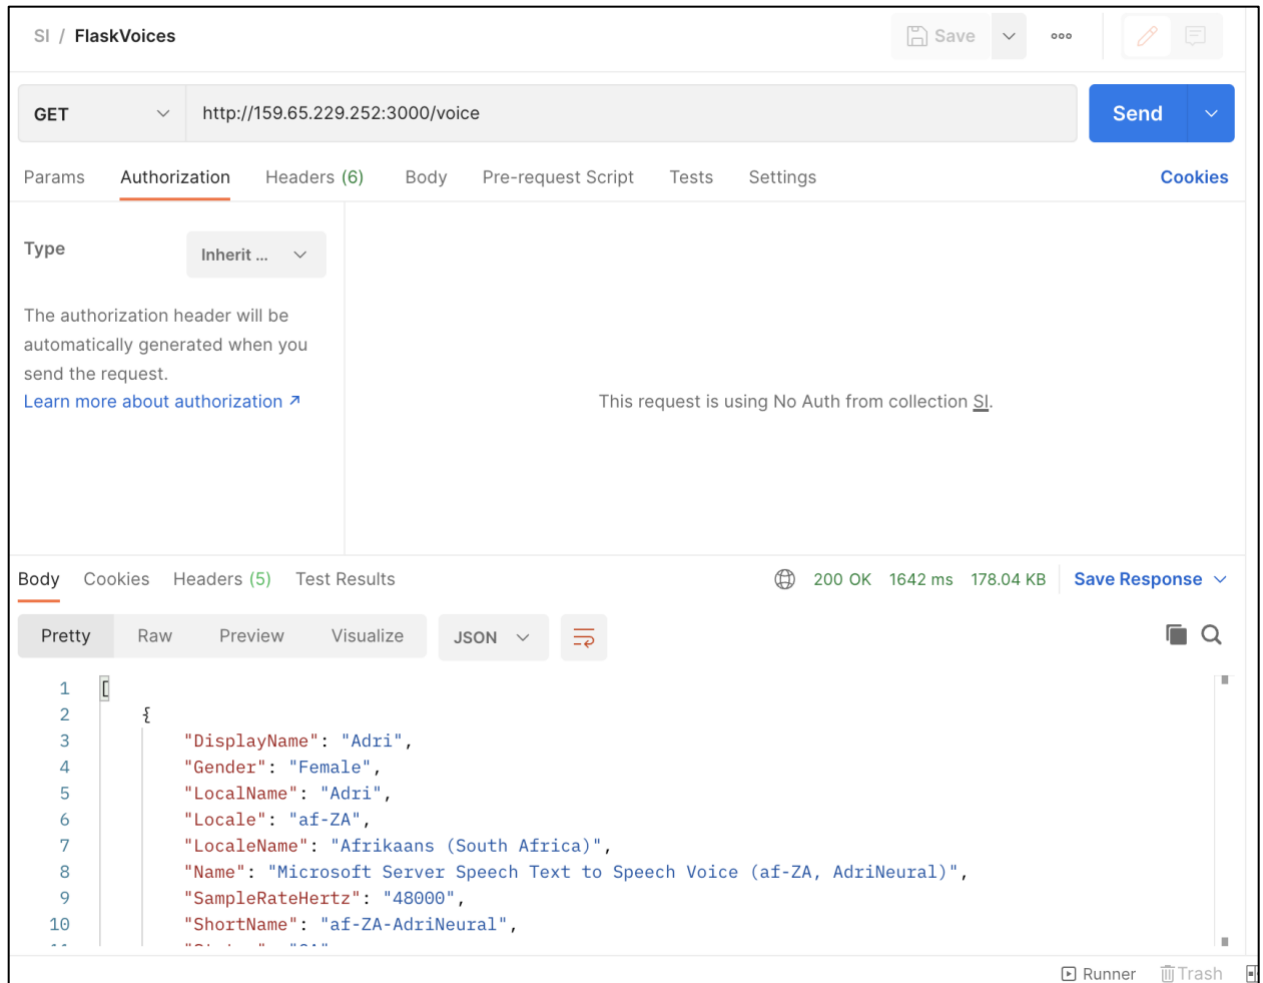 SI / FlaskVoices
Save
GET
http://159.65.229.252:3000/voice
Send
Params
Authorization
Headers (6)
Body
Pre-request Script
Tests
Settings
Cookies
Type
Inherit ...
The authorization header will be
automatically generated when you
send the request.
Learn more about authorization ↗
This request is using No Auth from collection SI.
Body
Cookies
Headers (5)
Test Results
200 OK
1642 ms
178.04 KB
Save Response
Pretty
Raw
Preview
Visualize
JSON
1 [
2 {
3 "DisplayName": "Adri",
4 "Gender": "Female",
5 "LocalName": "Adri",
6 "Locale": "af-ZA",
7 "LocaleName": "Afrikaans (South Africa)",
8 "Name": "Microsoft Server Speech Text to Speech Voice (af-ZA, AdriNeural)",
9 "SampleRateHertz": "48000",
10 "ShortName": "af-ZA-AdriNeural",
Runner
Trash